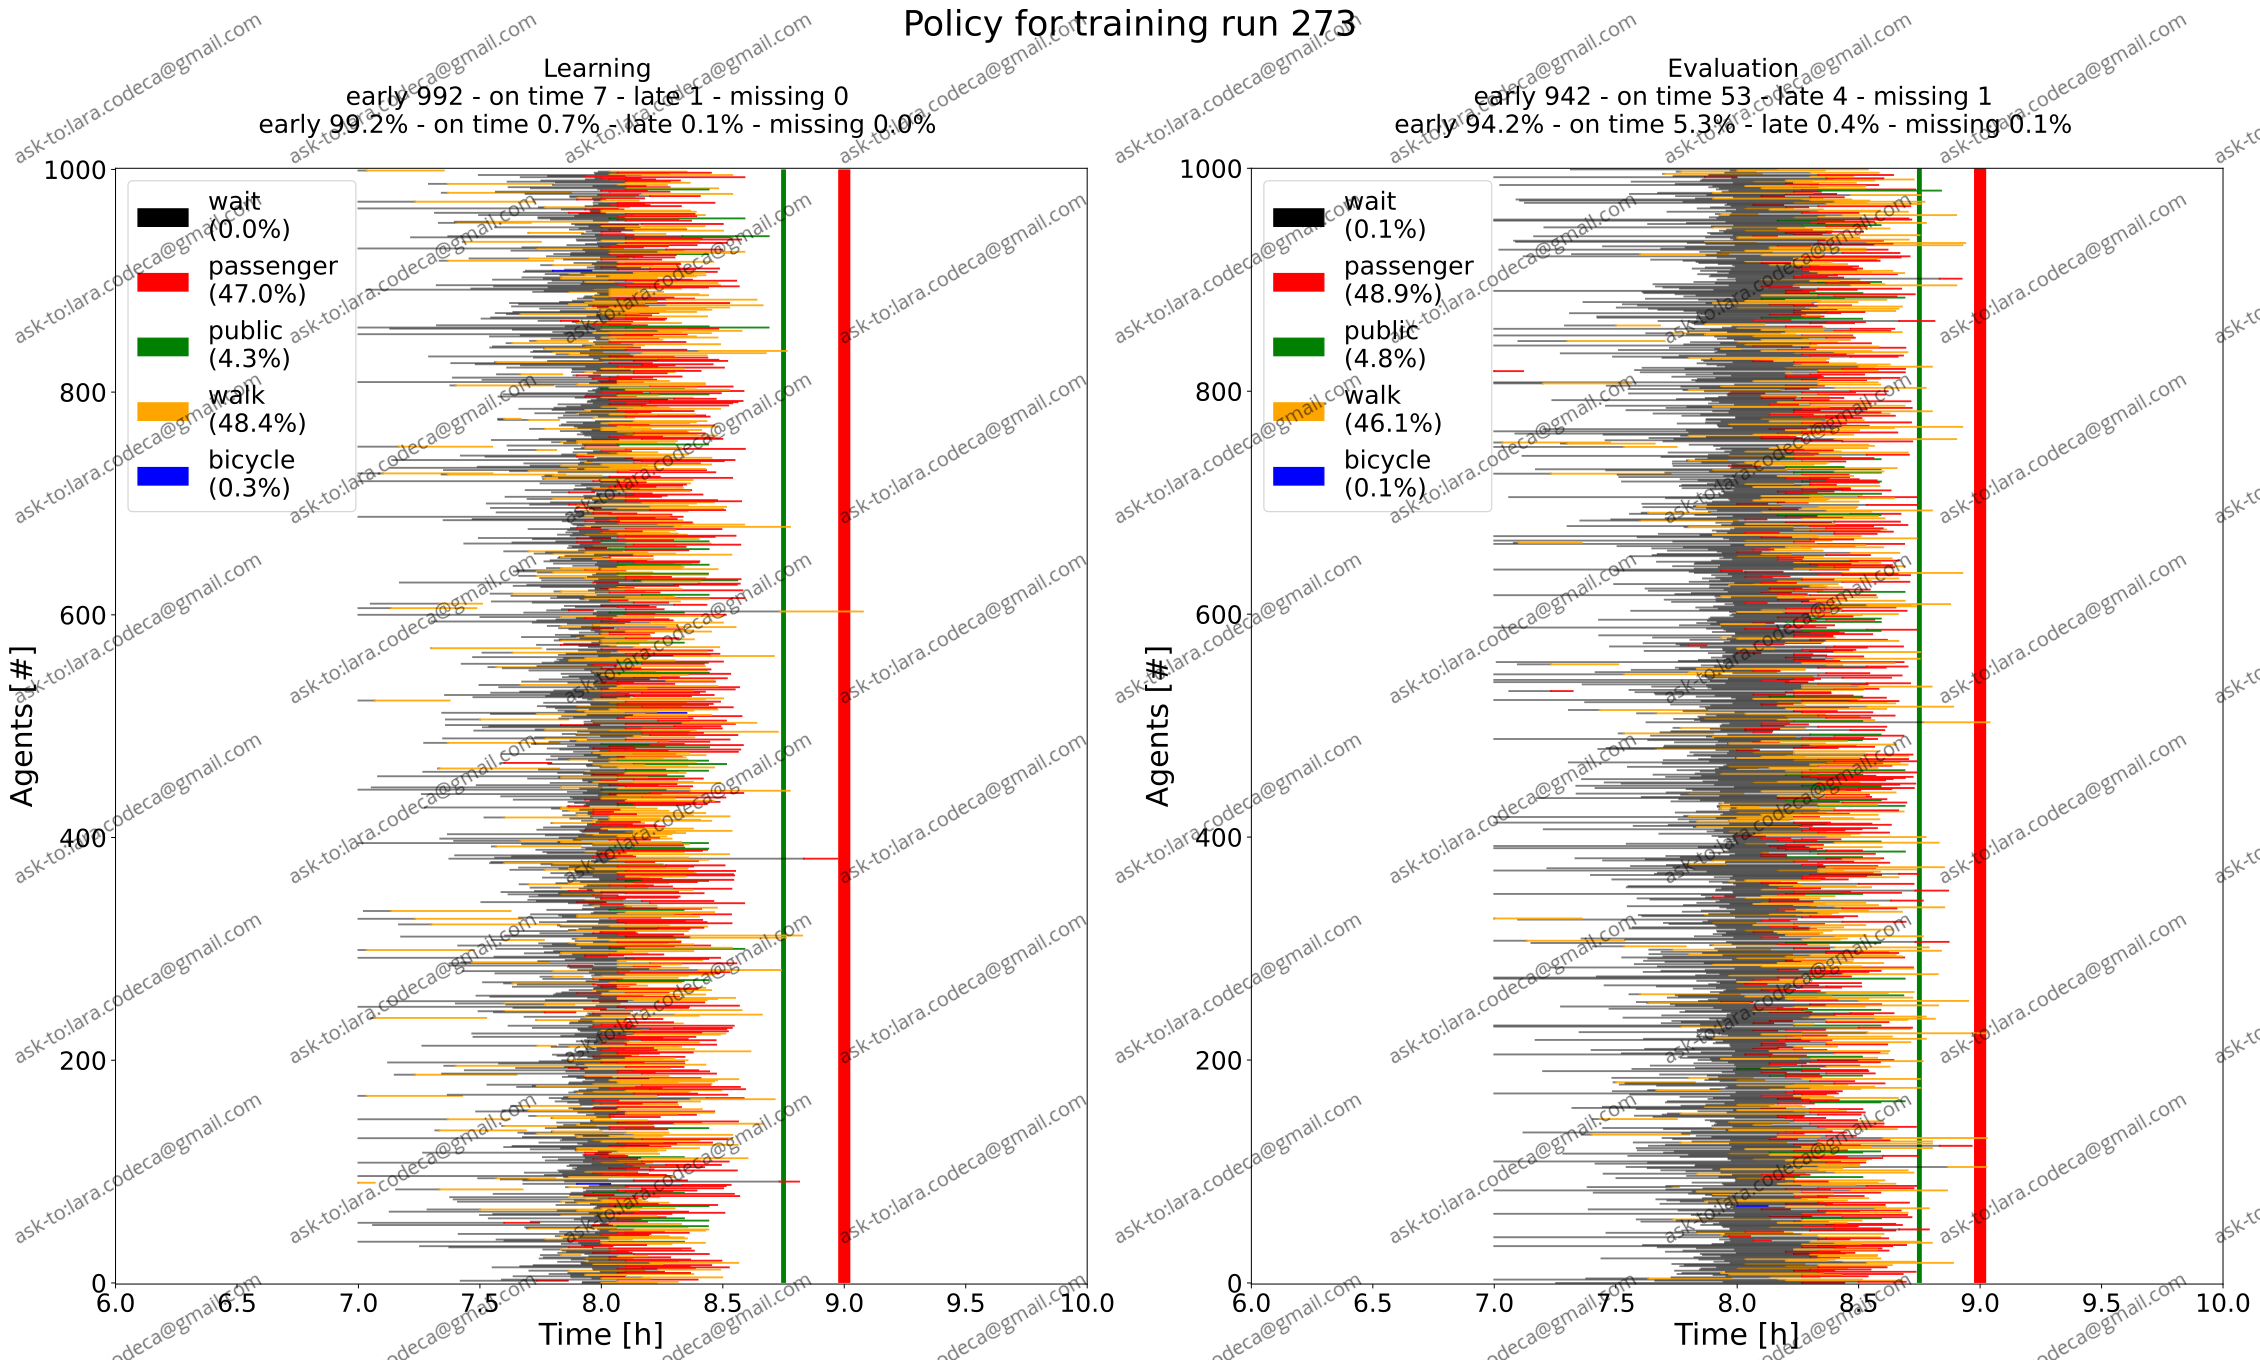 Policy for training run 273
Learning
early 992 - on time 7 - late 1 - missing 0
early 99.2% - on time 0.7% - late 0.1% - missing 0.0%
1000
800
600
400
200
0
Agents [#]
wait
(0.0%)
passenger
(47.0%)
public
(4.3%)
walk
(48.4%)
bicycle
(0.3%)
6.0 6.5 7.0 7.5 8.0 8.5 9.0 9.5 10.0
Time [h]
Evaluation
early 942 - on time 53 - late 4 - missing 1
early 94.2% - on time 5.3% - late 0.4% - missing 0.1%
1000
800
600
400
200
0
Agents [#]
wait
(0.1%)
passenger
(48.9%)
public
(4.8%)
walk
(46.1%)
bicycle
(0.1%)
6.0 6.5 7.0 7.5 8.0 8.5 9.0 9.5 10.0
Time [h]
ask-to:lara.codeca@gmail.com